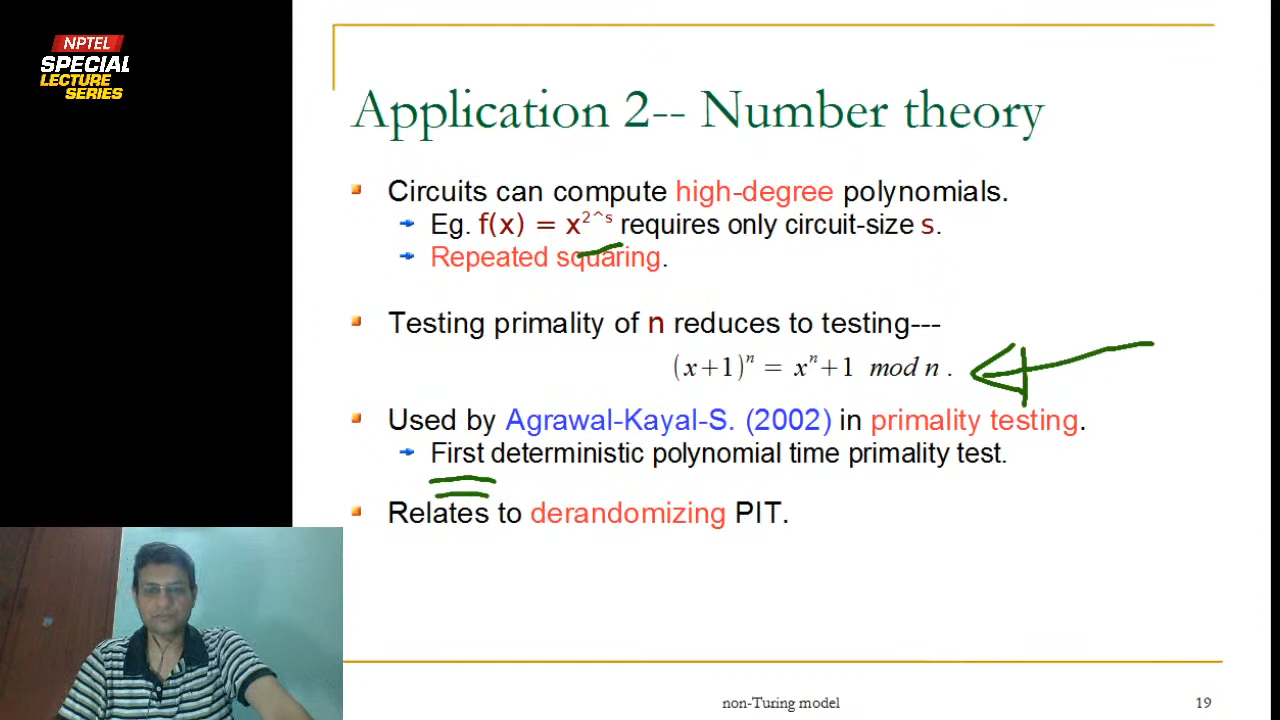 NPTEL
SPECIAL
LECTURE
SERIES
Application 2-- Number theory
Circuits can compute high-degree polynomials.
Eg. f(x) = x^{2^s} requires only circuit-size s.
Repeated squaring.
Testing primality of n reduces to testing---
(x+1)^n = x^n+1 mod n .
Used by Agrawal-Kayal-S. (2002) in primality testing.
First deterministic polynomial time primality test.
Relates to derandomizing PIT.
non-Turing model
19